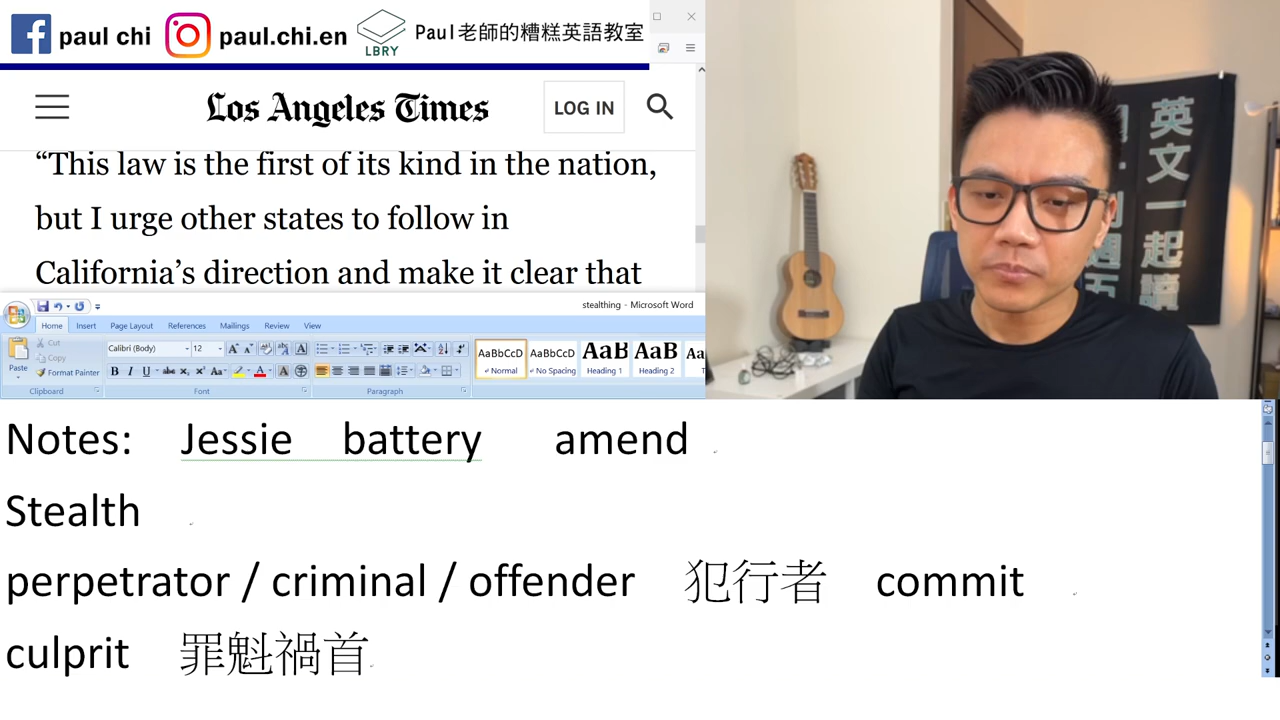 paul chi paul.chi.en LBRY Paul老師的糟糕英語教室
Los Angeles Times LOG IN
“This law is the first of its kind in the nation,
but I urge other states to follow in
California’s direction and make it clear that
stealthing - Microsoft Word
Home Insert Page Layout References Mailings Review View
Cut
Copy
Format Painter
Paste
Calibri (Body) 12
AaBbCcD AaBbCcD AaBb AaBb
Normal No Spacing Heading 1 Heading 2
Clipboard Font Paragraph
Notes: Jessie battery amend
Stealth
perpetrator / criminal / offender 犯行者 commit
culprit 罪魁禍首
英文一起讀
週五